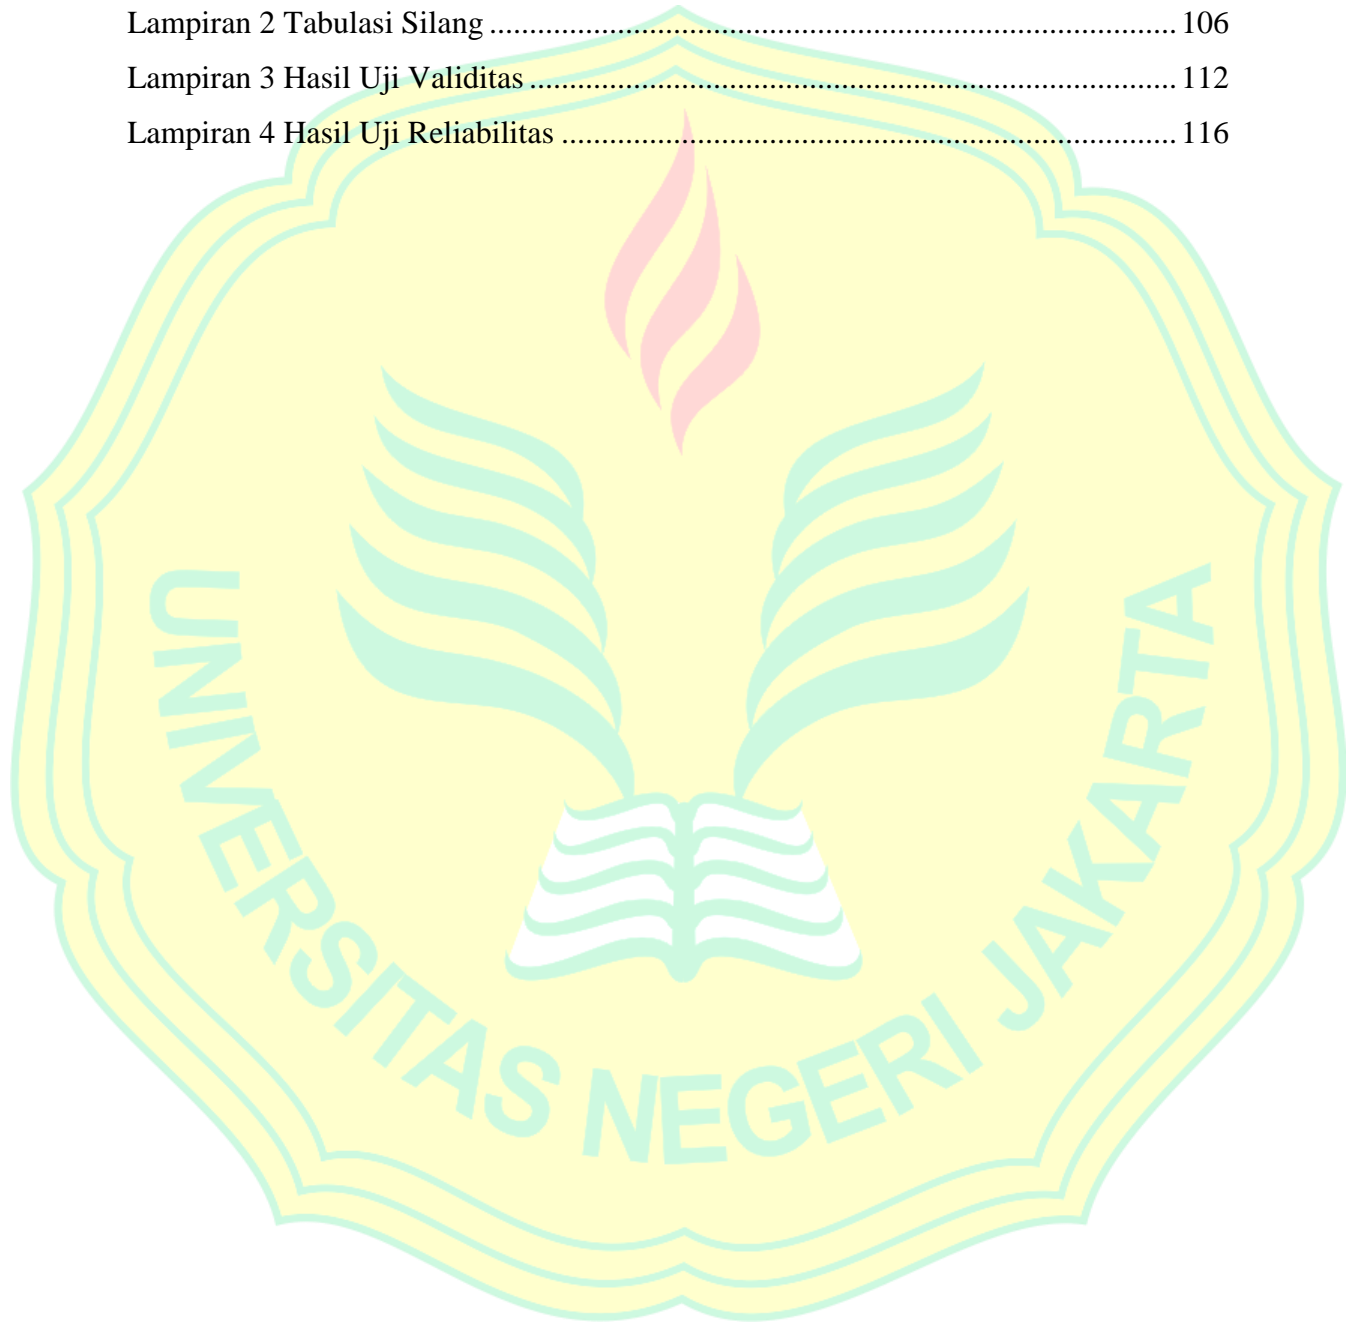 Lampiran 2 Tabulasi Silang ........................................................................................ 106
Lampiran 3 Hasil Uji Validitas ................................................................................... 112
Lampiran 4 Hasil Uji Reliabilitas ............................................................................... 116
UNIVERSITAS NEGERI JAKARTA